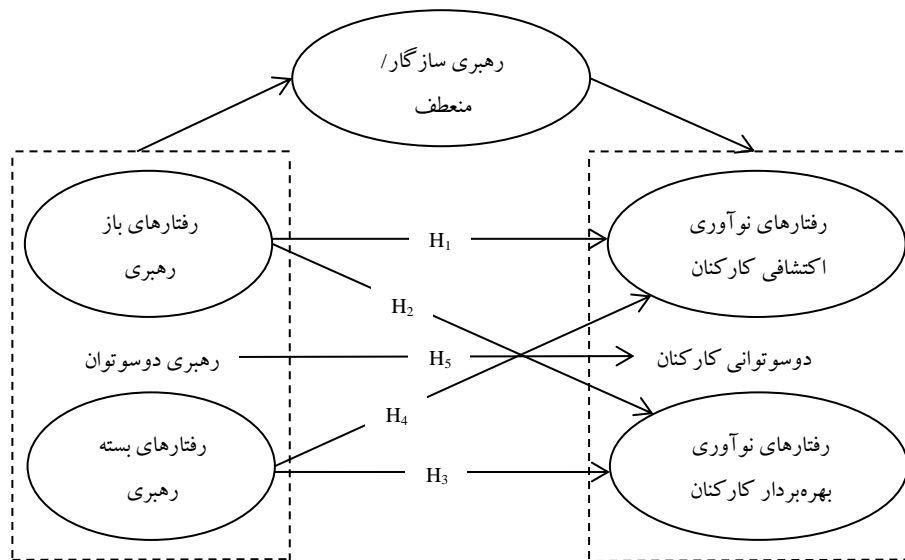 رهبری سازگار/
منعطف
رفتارهای باز
رهبری
H₁
رفتارهای نوآوری
اکتشافی کارکنان
H₂
رهبری دوسوتوان
H₅
دوسوتوانی کارکنان
H₄
رفتارهای بسته
رهبری
H₃
رفتارهای نوآوری
بهره‌بردار کارکنان